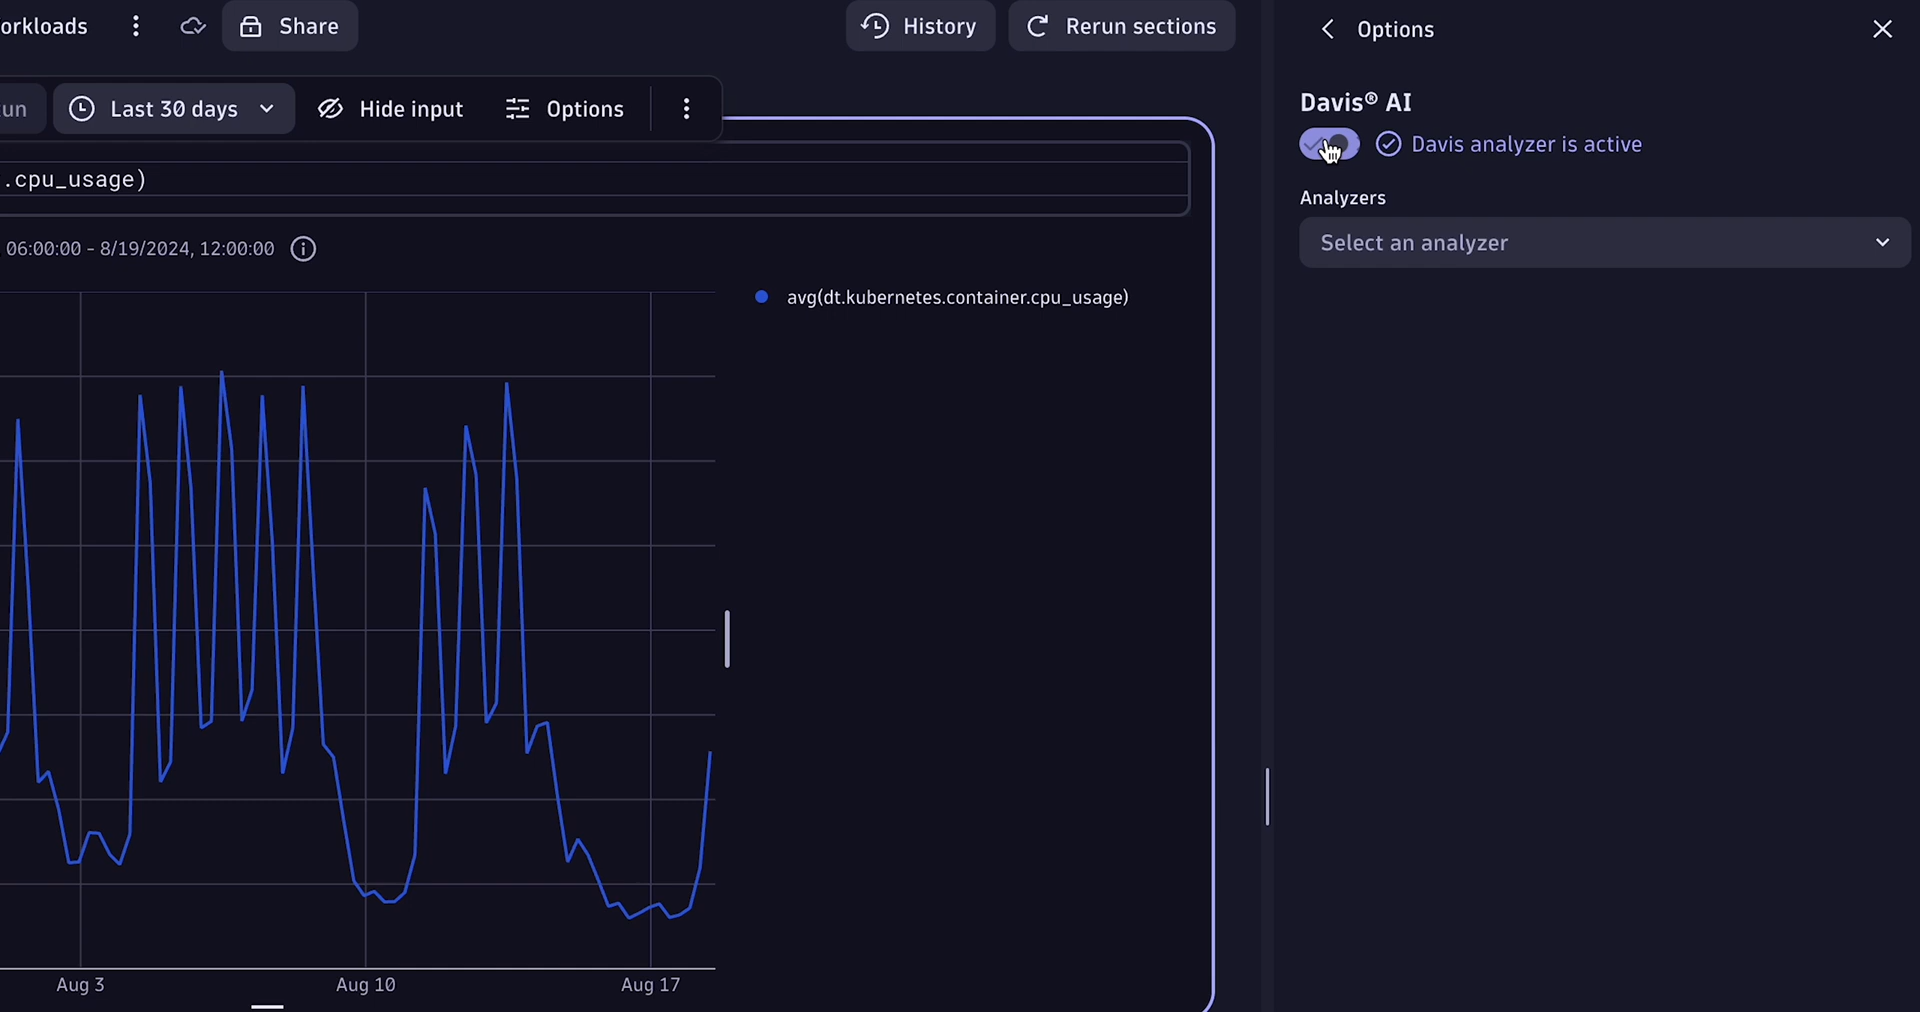 orkloads
Share
History
Rerun sections
Options
un
Last 30 days
Hide input
Options
Davis® AI
Davis analyzer is active
.cpu_usage)
Analyzers
Select an analyzer
06:00:00 - 8/19/2024, 12:00:00
avg(dt.kubernetes.container.cpu_usage)
Aug 3
Aug 10
Aug 17